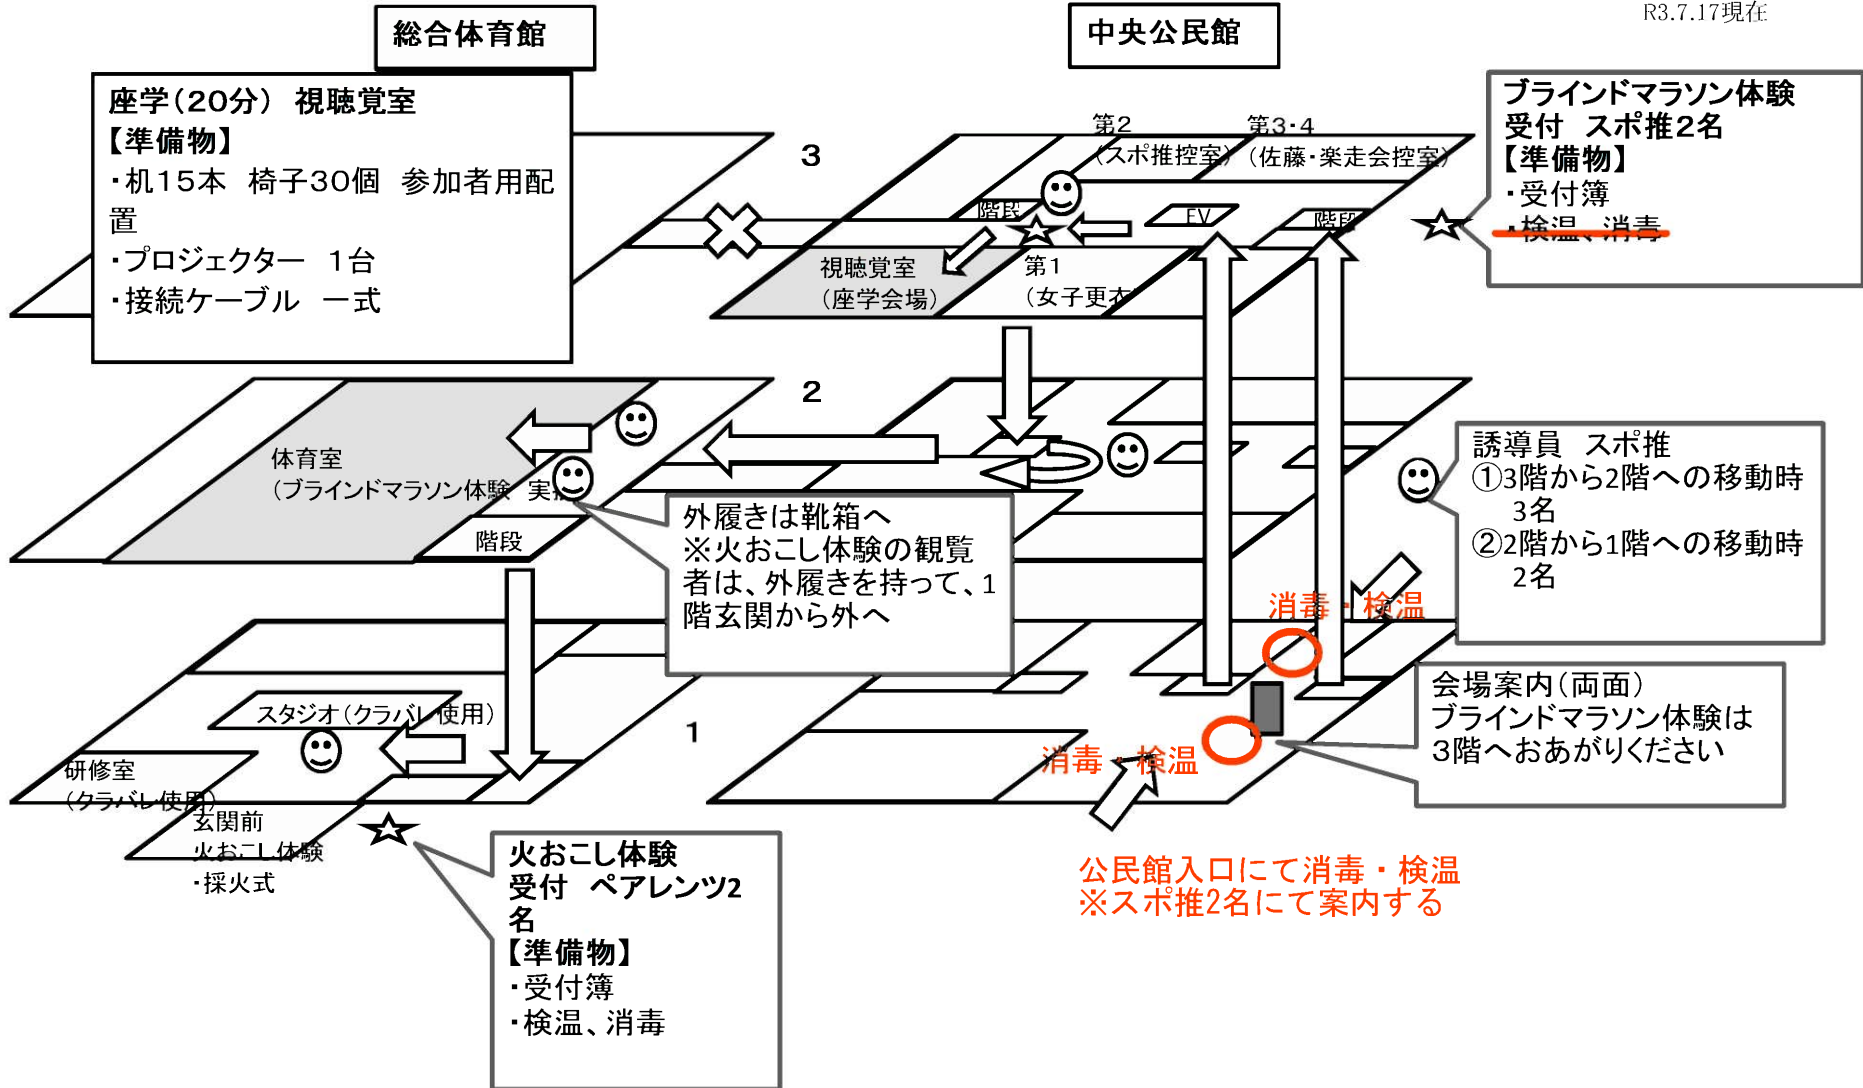 R3.7.17現在
総合体育館
中央公民館
座学(20分) 視聴覚室
【準備物】
・机15本 椅子30個 参加者用配
置
・プロジェクター 1台
・接続ケーブル 一式
3
第2
(スポ推控室)
第3・4
(佐藤・楽走会控室)
階段
EV
階段
視聴覚室
(座学会場)
第1
(女子更衣
ブラインドマラソン体験
受付 スポ推2名
【準備物】
・受付簿
・検温、消毒
2
体育室
(ブラインドマラソン体験 実
階段
外履きは靴箱へ
※火おこし体験の観覧
者は、外履きを持って、1
階玄関から外へ
誘導員 スポ推
①3階から2階への移動時
3名
②2階から1階への移動時
2名
消毒・検温
会場案内(両面)
ブラインドマラソン体験は
3階へおあがりください
1
スタジオ(クラバレ使用)
研修室
(クラバレ使用)
消毒・検温
玄関前
火おこし体験
・採火式
火おこし体験
受付 ペアレンツ2
名
【準備物】
・受付簿
・検温、消毒
公民館入口にて消毒・検温
※スポ推2名にて案内する